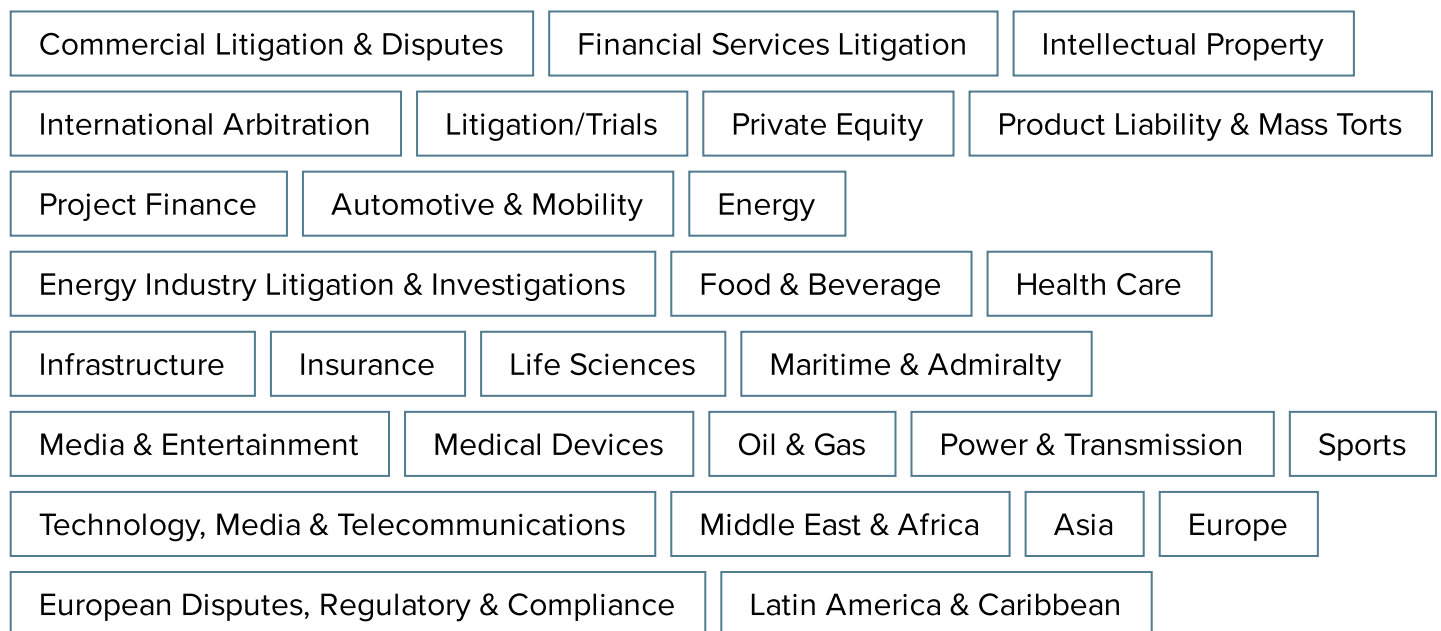 Commercial Litigation & Disputes Financial Services Litigation Intellectual Property
International Arbitration Litigation/Trials Private Equity Product Liability & Mass Torts
Project Finance Automotive & Mobility Energy
Energy Industry Litigation & Investigations Food & Beverage Health Care
Infrastructure Insurance Life Sciences Maritime & Admiralty
Media & Entertainment Medical Devices Oil & Gas Power & Transmission Sports
Technology, Media & Telecommunications Middle East & Africa Asia Europe
European Disputes, Regulatory & Compliance Latin America & Caribbean